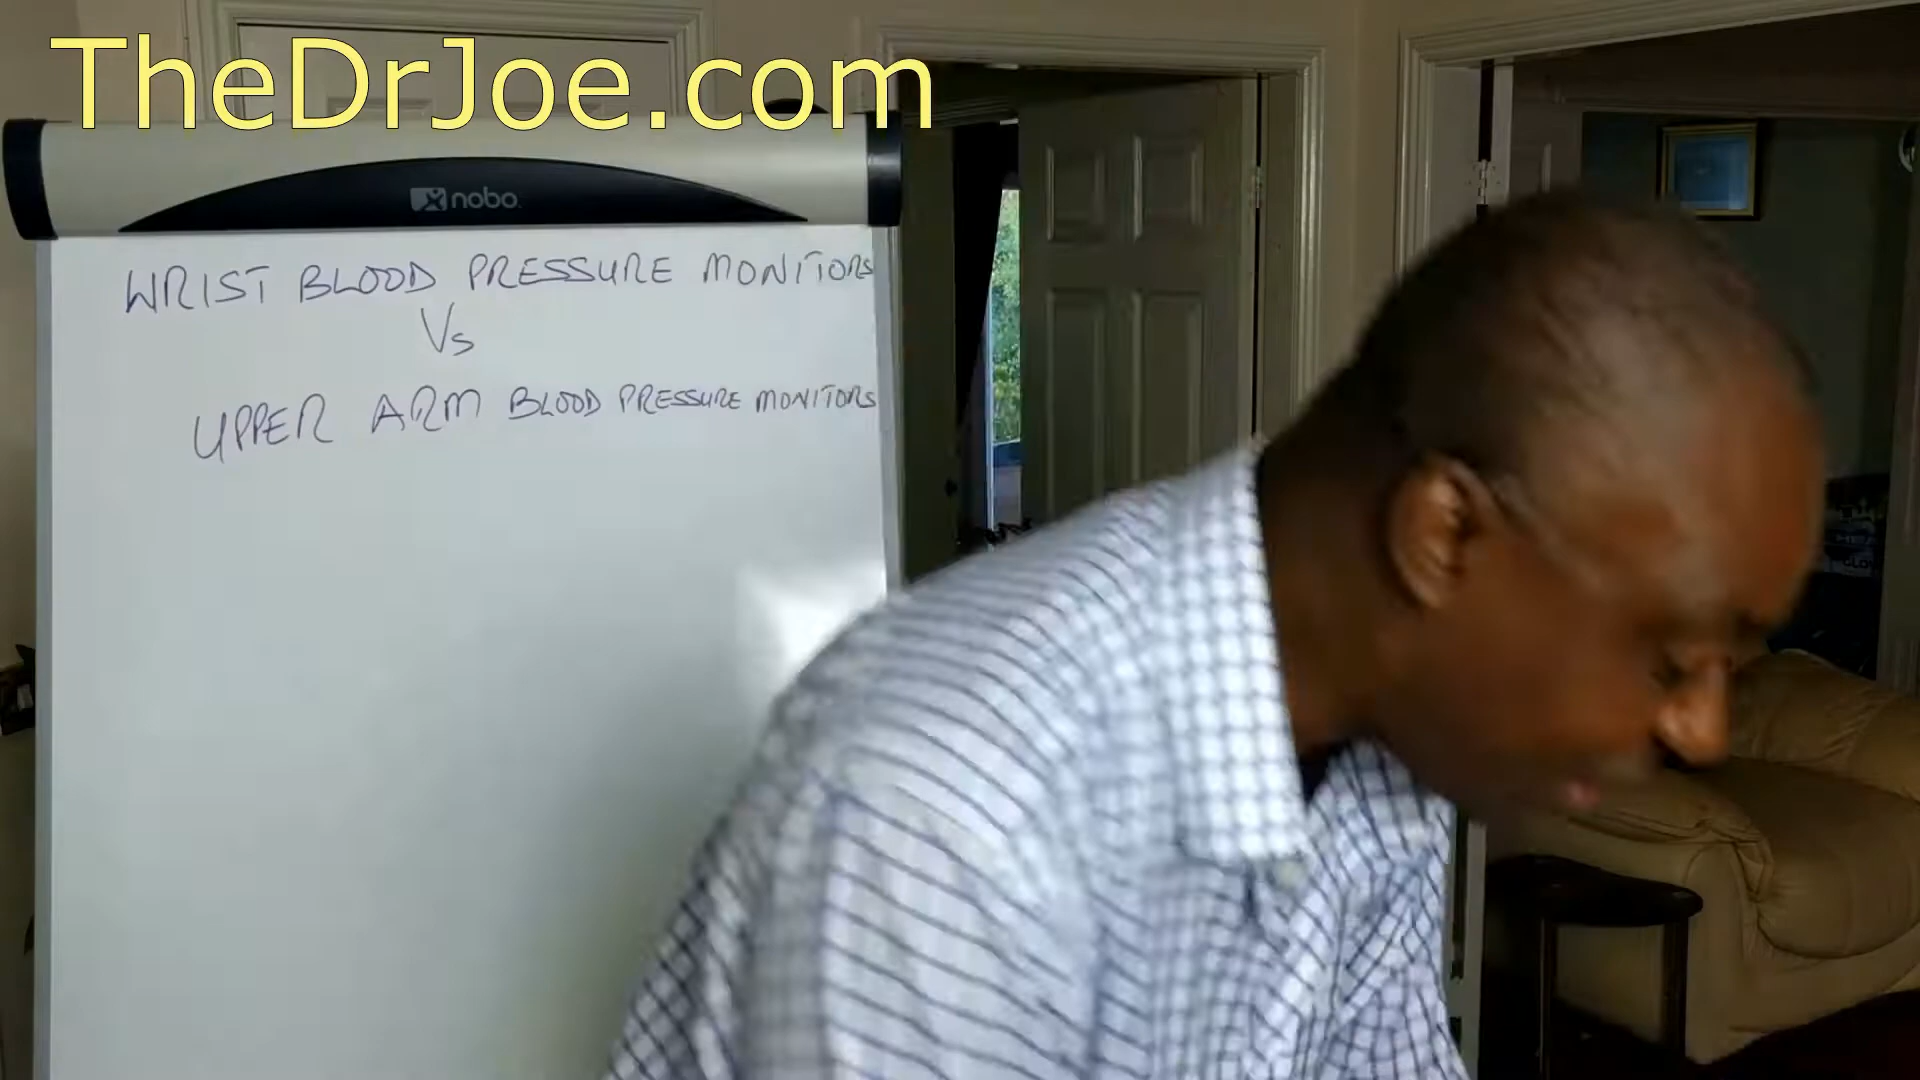 TheDrJoe.com
nobo
WRIST BLOOD PRESSURE MONITORS
Vs
UPPER ARM BLOOD PRESSURE MONITORS